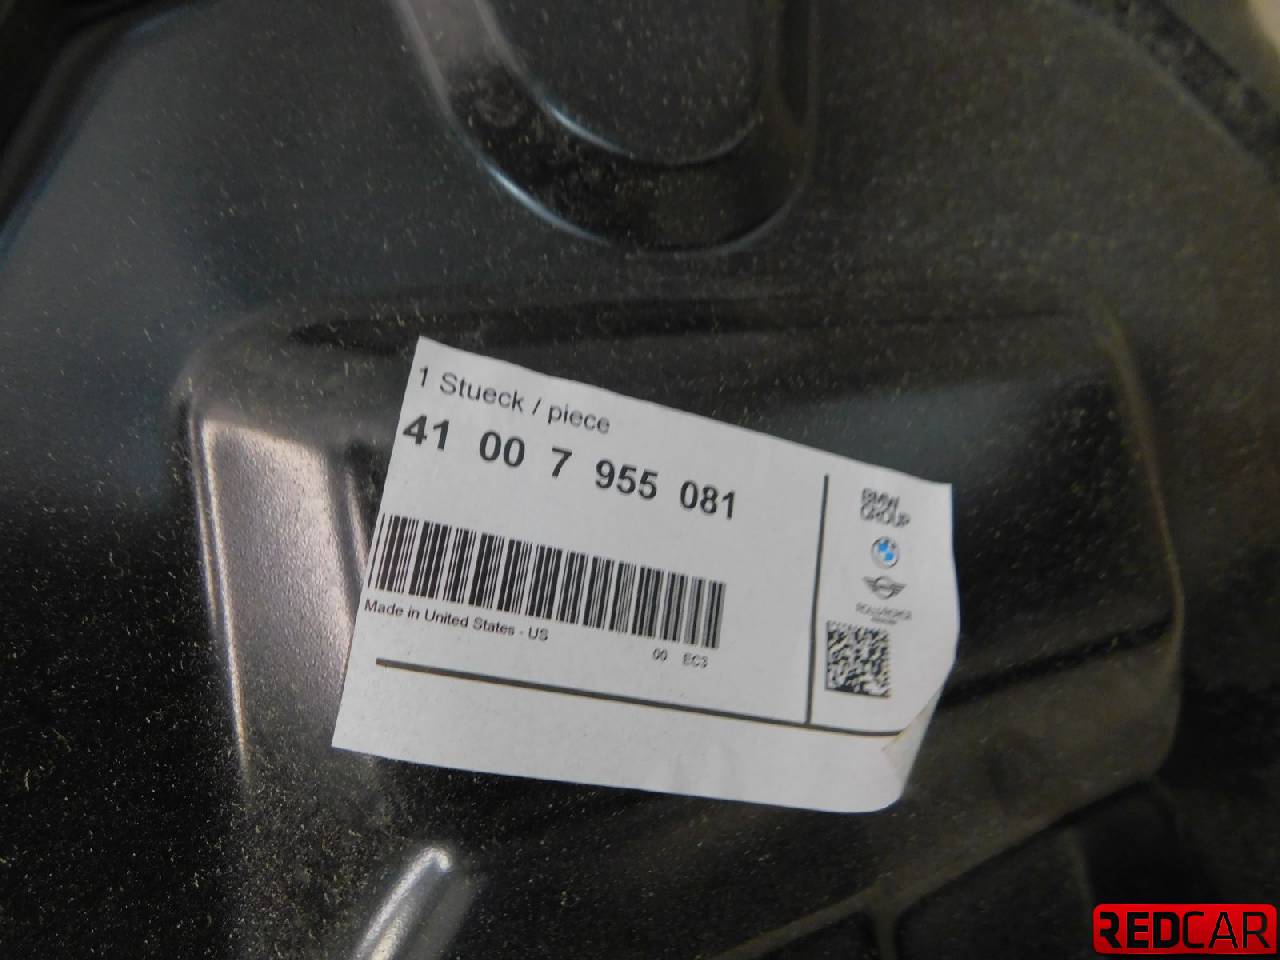 1 Stueck / piece
41 00 7 955 081
Made in United States - US
00 EC3
BMW
GROUP
REDCAR